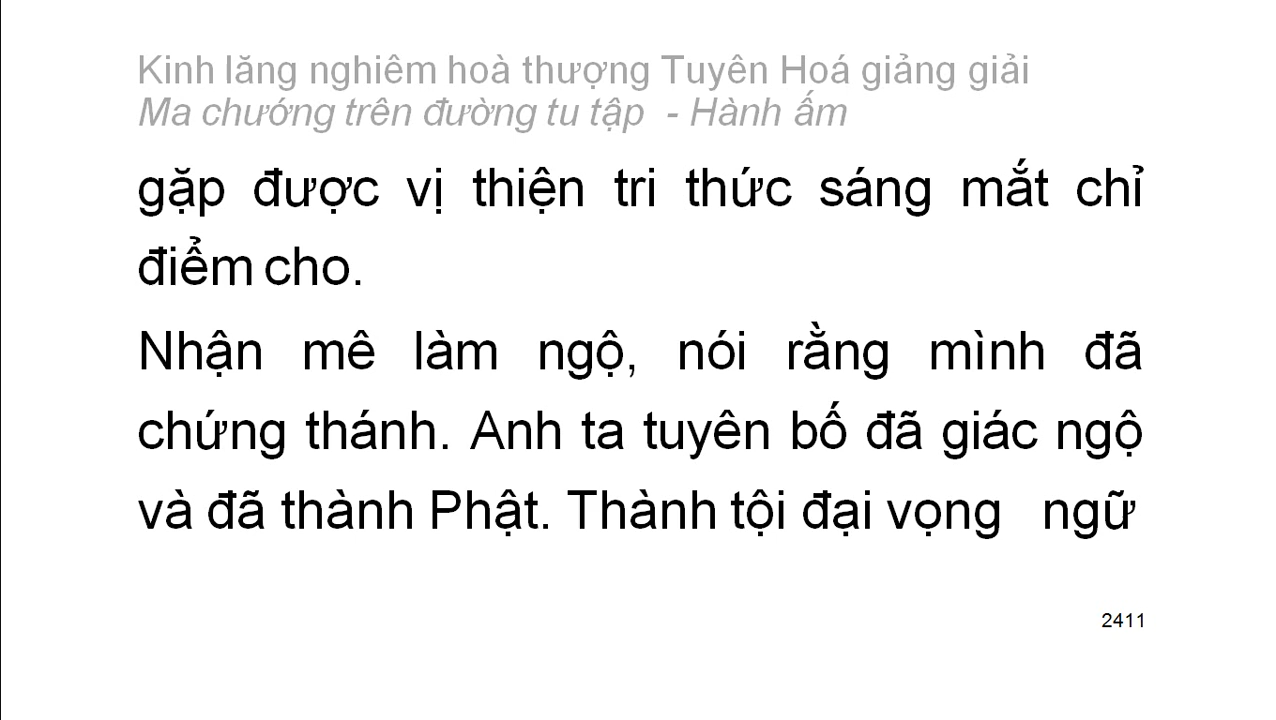 Kinh lăng nghiêm hoà thượng Tuyên Hoá giảng giải
Ma chướng trên đường tu tập - Hành ấm
gặp được vị thiện tri thức sáng mắt chỉ
điểm cho.
Nhận mê làm ngộ, nói rằng mình đã
chứng thánh. Anh ta tuyên bố đã giác ngộ
và đã thành Phật. Thành tội đại vọng ngữ
2411